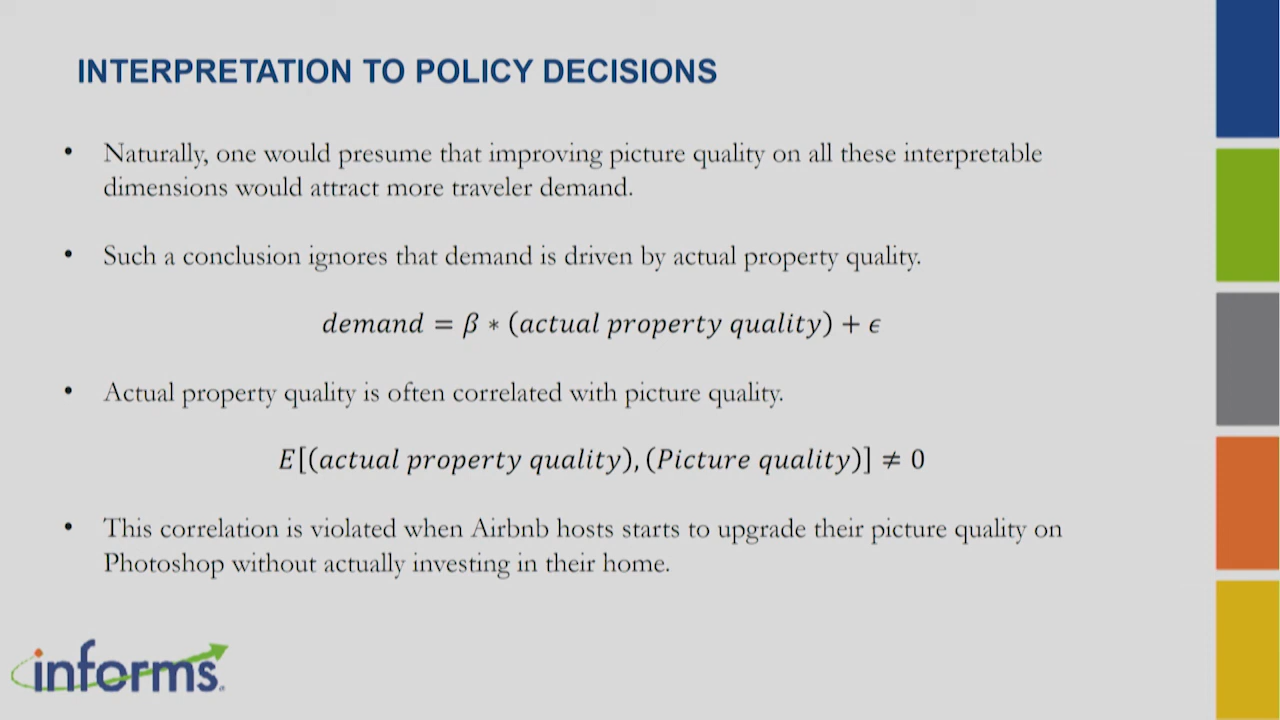 INTERPRETATION TO POLICY DECISIONS
• Naturally, one would presume that improving picture quality on all these interpretable
dimensions would attract more traveler demand.
• Such a conclusion ignores that demand is driven by actual property quality.
demand = β ∗ (actual property quality) + ϵ
• Actual property quality is often correlated with picture quality.
E[(actual property quality), (Picture quality)] ≠ 0
• This correlation is violated when Airbnb hosts starts to upgrade their picture quality on
Photoshop without actually investing in their home.
informs